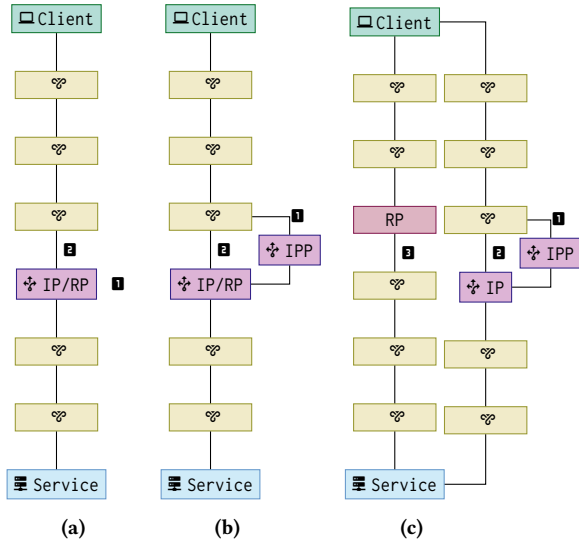 Client
2
IP/RP
1
Service
(a)
Client
1
2
IPP
IP/RP
Service
(b)
Client
RP
1
3
2
IPP
IP
Service
(c)